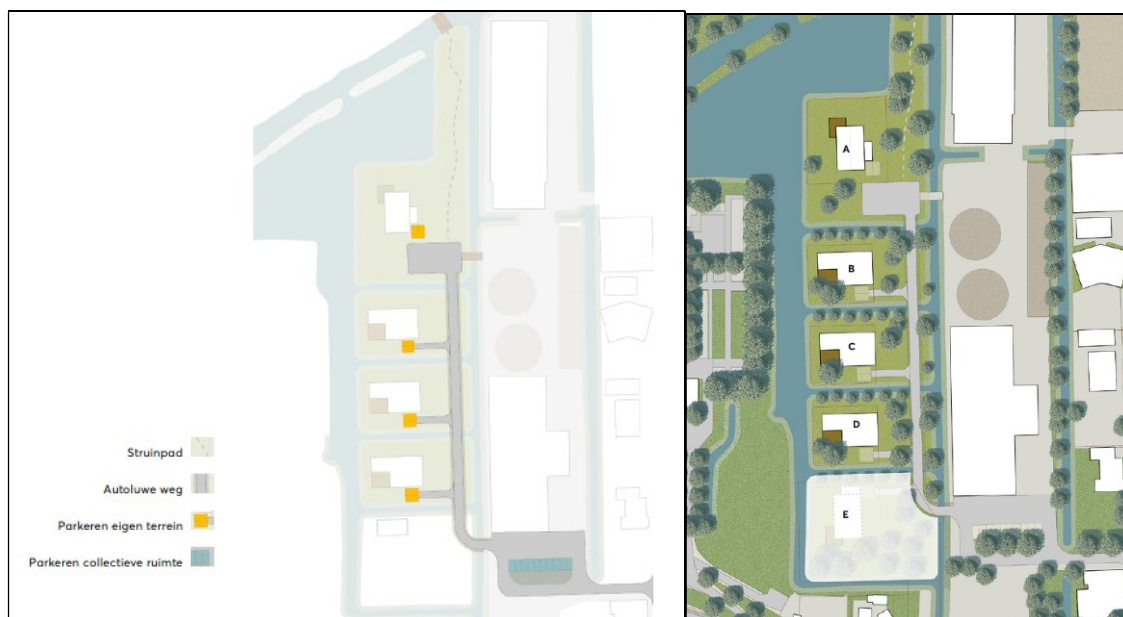 Struinpad
Autoluwe weg
Parkeren eigen terrein
Parkeren collectieve ruimte
A
B
C
D
E